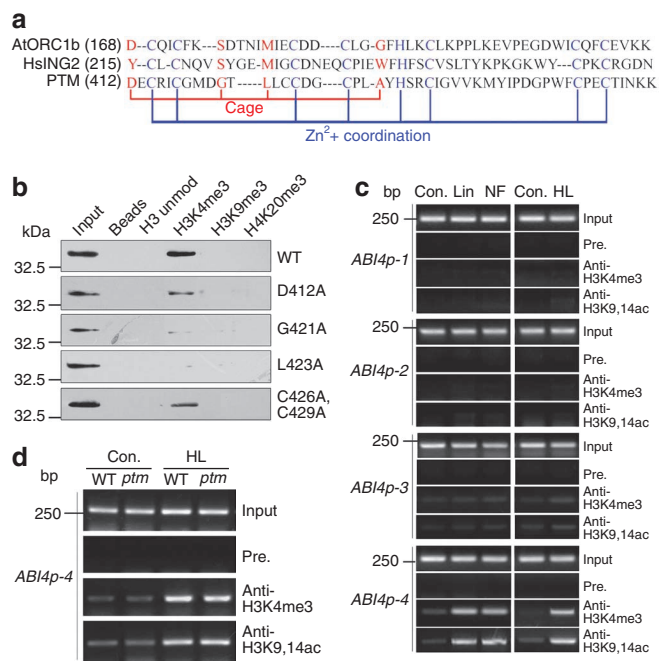 a
AtORC1b (168) D--CQICFK---SDTNIMIECDD---CLG-GFHLKCLKPPLKEVPEGDWICQFCEVKK
HsING2 (215) Y--CL-CNQV-SYGE-MIGCDNEQCPIEWFHFSCVSLTYKPKGKWY---CPKCRGDN
PTM (412) DECRICGMDGT----LLCCDG---CPL-AYHSRCIGVVKMYIPDGPWFCPECTINKK
Cage
Zn2+ coordination
b
kDa
Input Beads H3 unmod H3K4me3 H3K9me3 H4K20me3
32.5 WT
32.5 D412A
32.5 G421A
32.5 L423A
32.5 C426A, C429A
c
bp Con. Lin NF Con. HL
250 Input
ABI4p-1 Pre.
Anti-H3K4me3
Anti-H3K9,14ac
250 Input
ABI4p-2 Pre.
Anti-H3K4me3
Anti-H3K9,14ac
250 Input
ABI4p-3 Pre.
Anti-H3K4me3
Anti-H3K9,14ac
250 Input
ABI4p-4 Pre.
Anti-H3K4me3
Anti-H3K9,14ac
d
Con. HL
bp WT ptm WT ptm
250 Input
ABI4p-4 Pre.
Anti-H3K4me3
Anti-H3K9,14ac